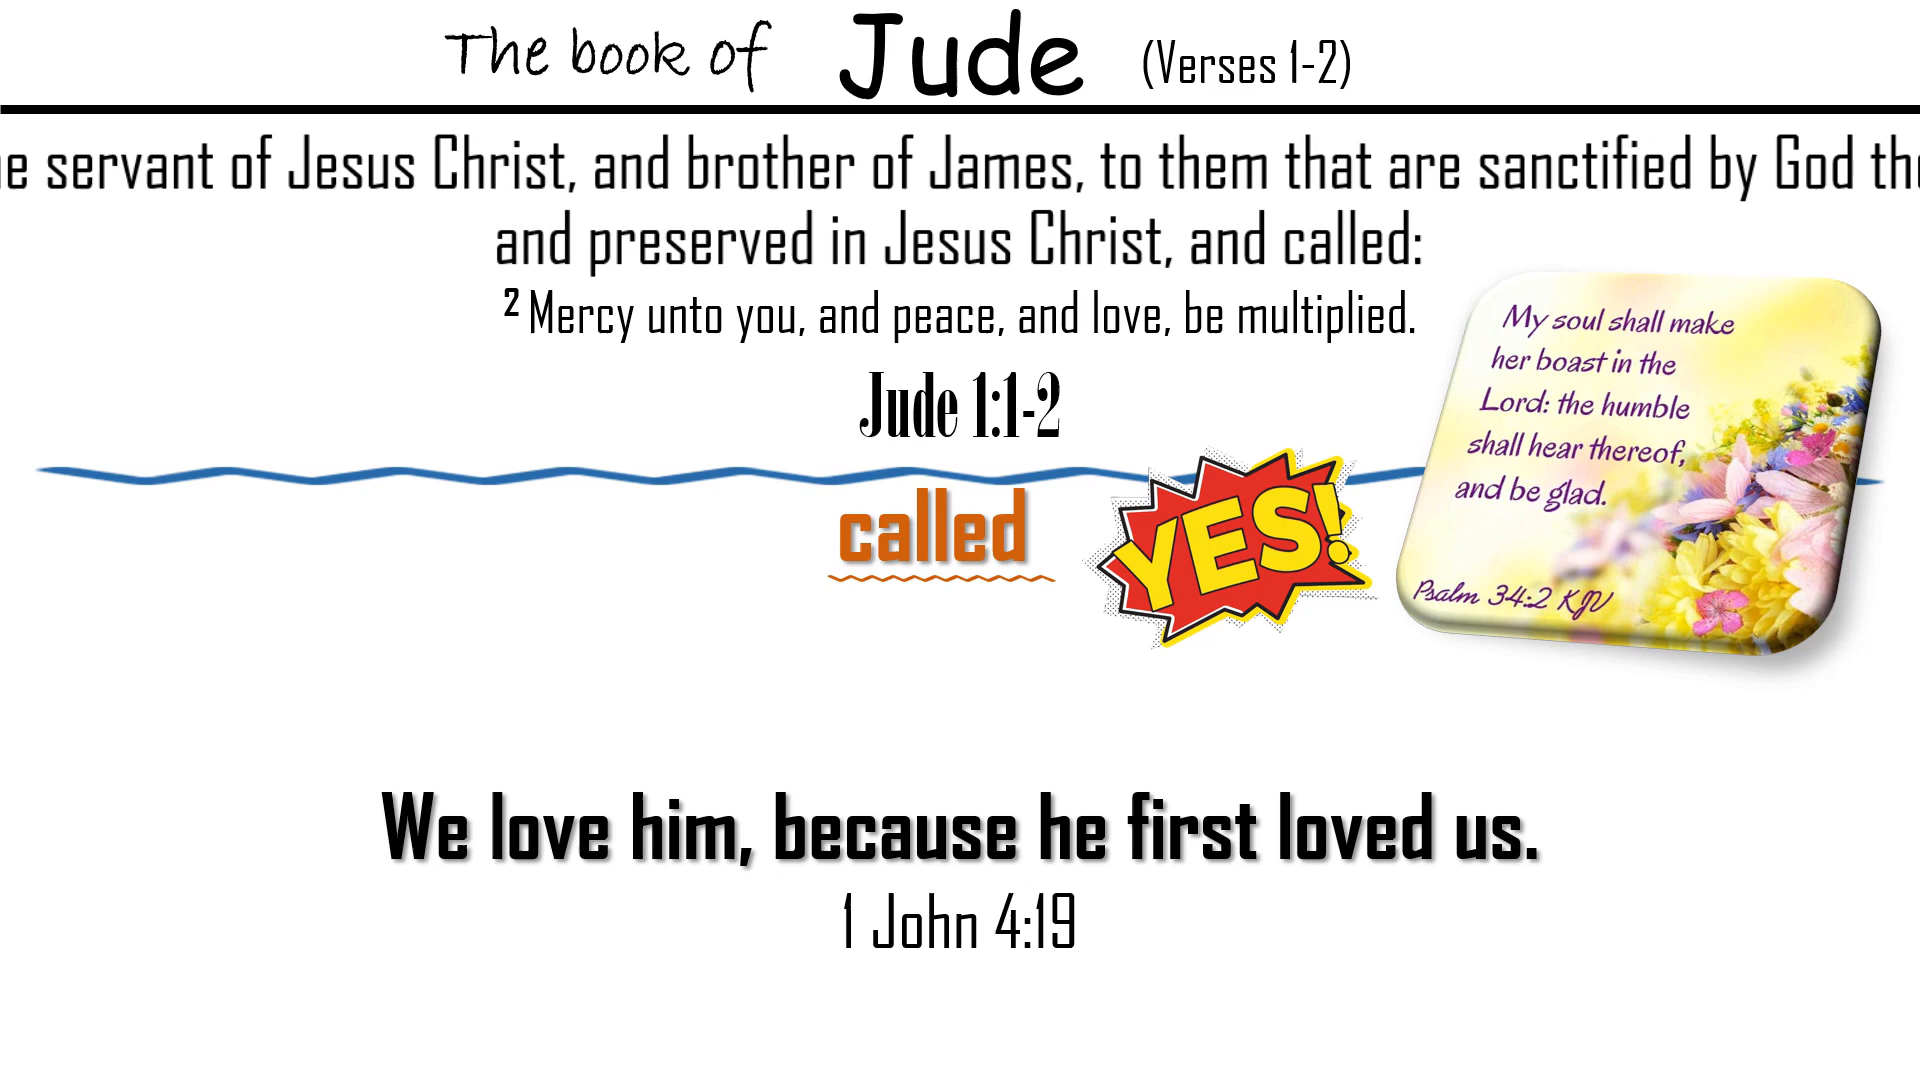 The book of Jude (Verses 1-2)
servant of Jesus Christ, and brother of James, to them that are sanctified by God
and preserved in Jesus Christ, and called:
2 Mercy unto you, and peace, and love, be multiplied.
Jude 1:1-2
called
YES!
My soul shall make
her boast in the
Lord: the humble
shall hear thereof,
and be glad.
Psalm 34:2 KJV
We love him, because he first loved us.
1 John 4:19